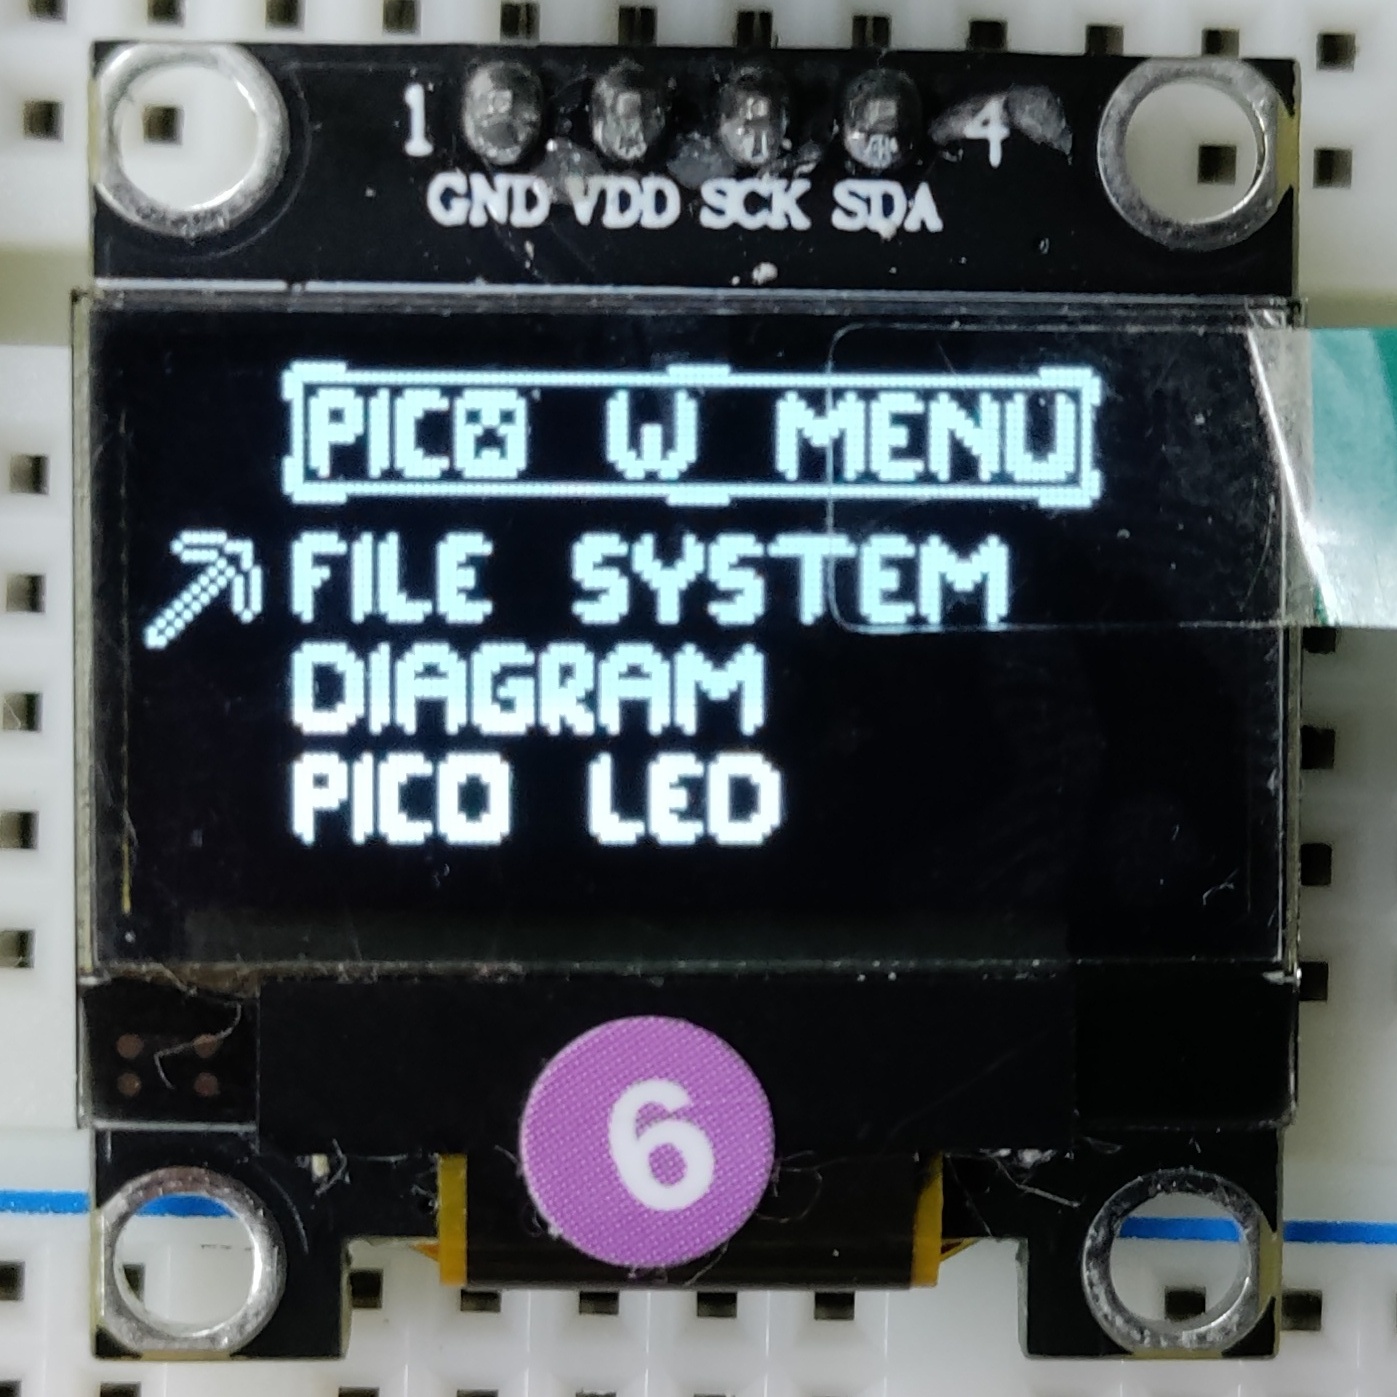 1 4
GND VDD SCK SDA
PICO W MENU
FILE SYSTEM
DIAGRAM
PICO LED
6